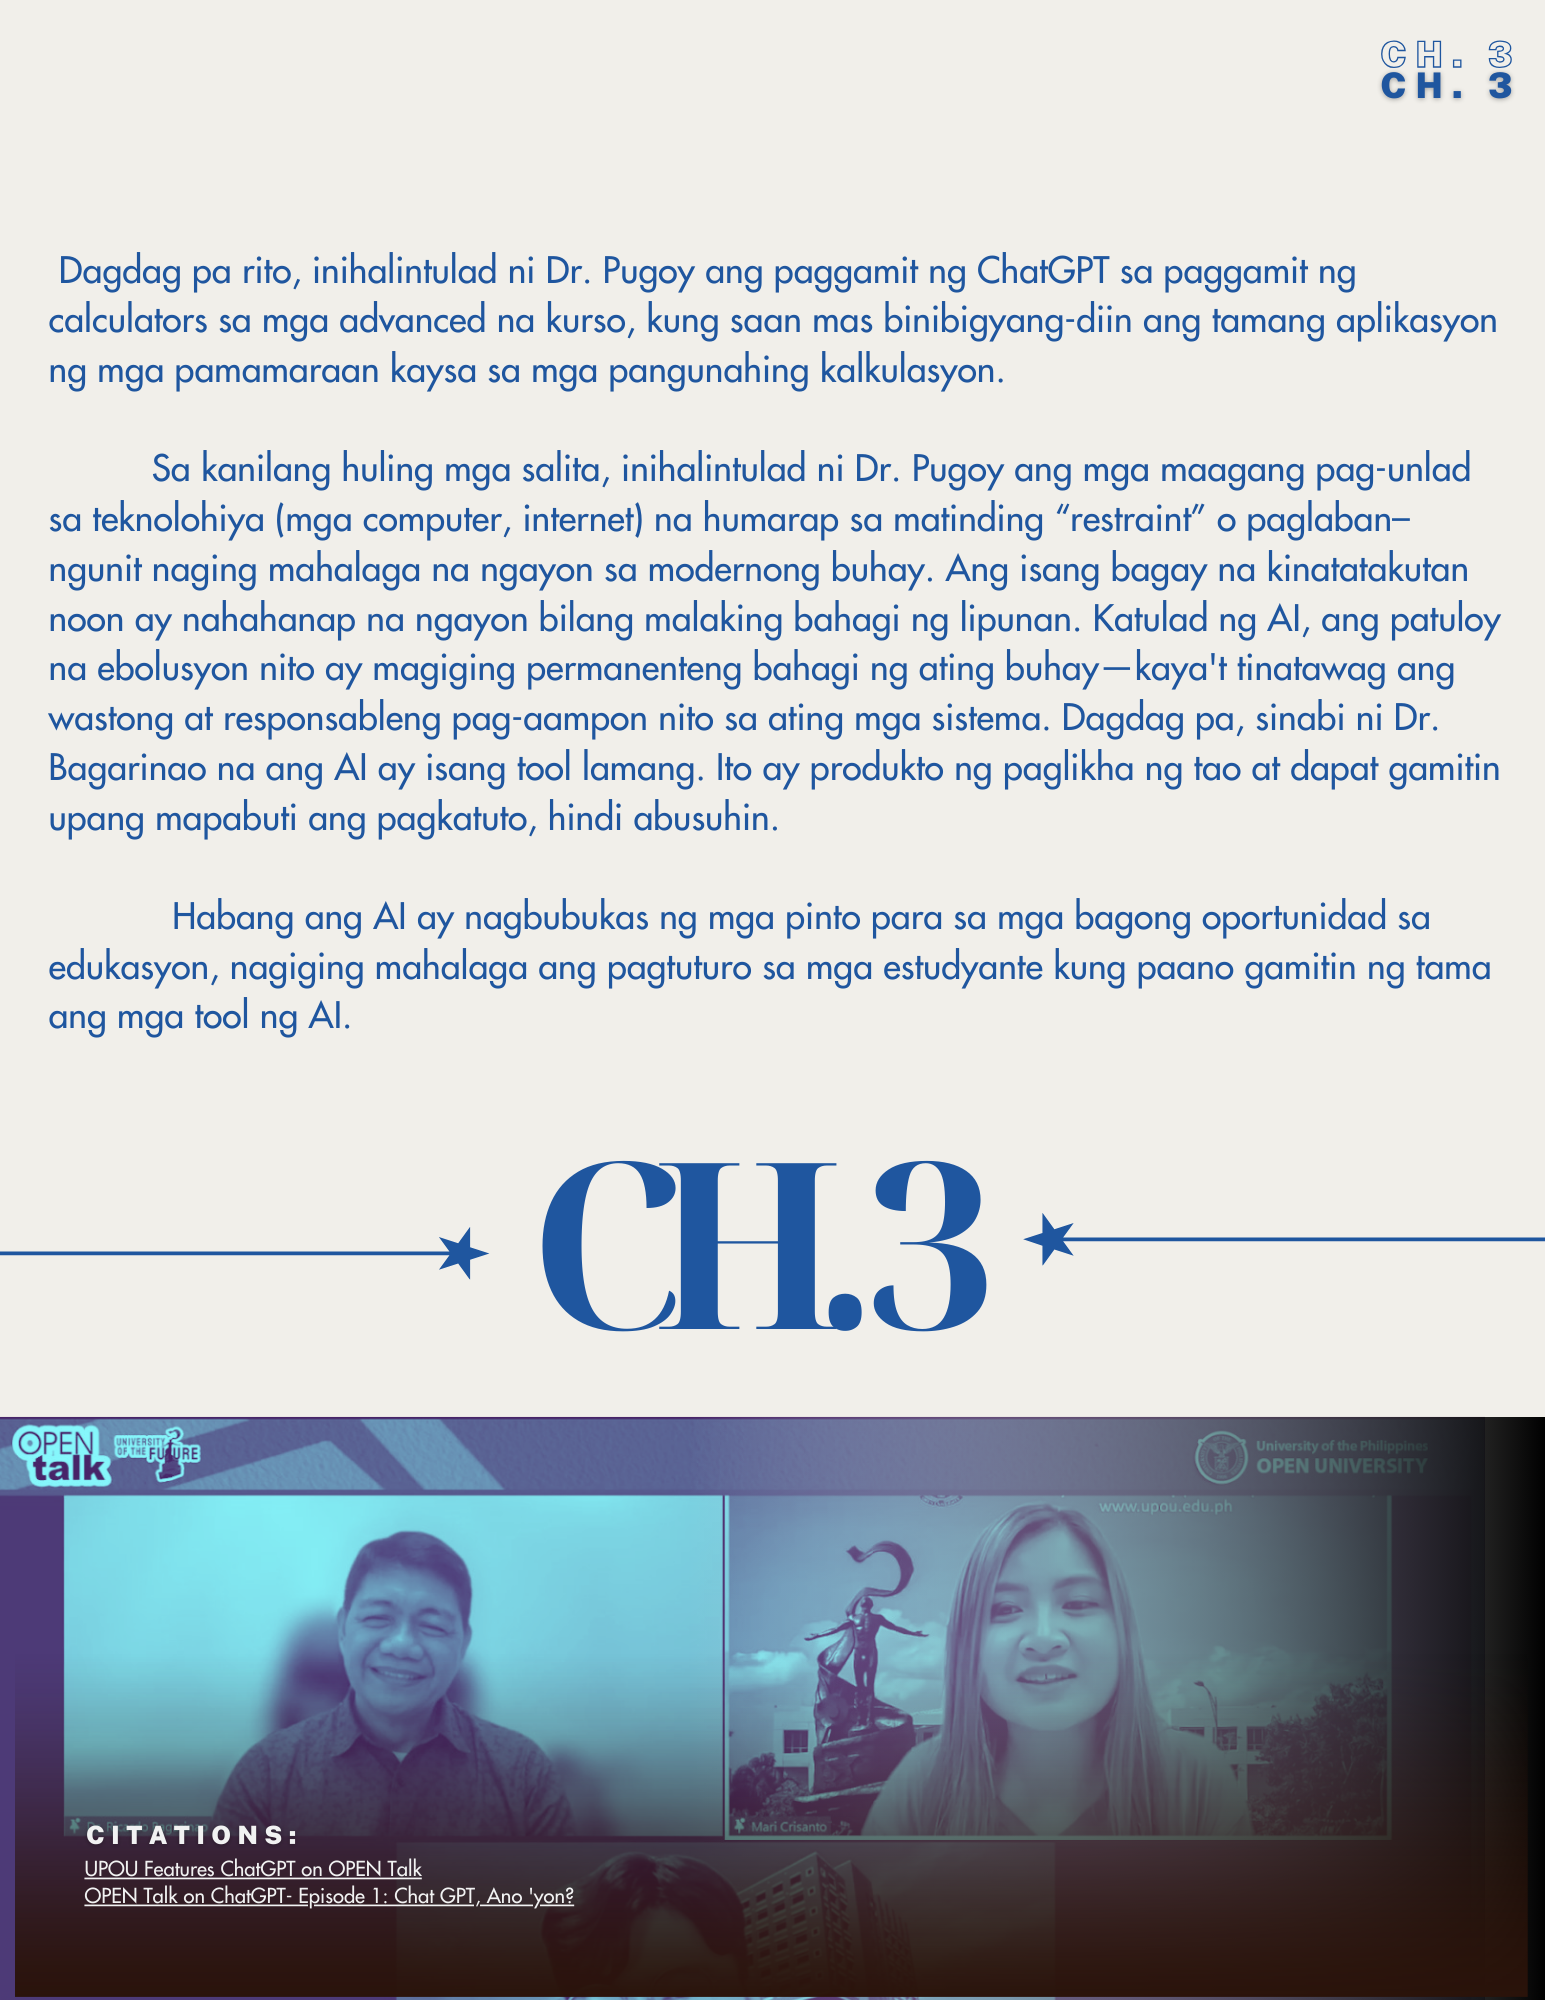 CH. 3
CH. 3
Dagdag pa rito, inihalintulad ni Dr. Pugoy ang paggamit ng ChatGPT sa paggamit ng
calculators sa mga advanced na kurso, kung saan mas binibigyang-diin ang tamang aplikasyon
ng mga pamamaraan kaysa sa mga pangunahing kalkulasyon.
Sa kanilang huling mga salita, inihalintulad ni Dr. Pugoy ang mga maagang pag-unlad
sa teknolohiya (mga computer, internet) na humarap sa matinding “restraint” o paglaban–
ngunit naging mahalaga na ngayon sa modernong buhay. Ang isang bagay na kinatatakutan
noon ay nahahanap na ngayon bilang malaking bahagi ng lipunan. Katulad ng AI, ang patuloy
na ebolusyon nito ay magiging permanenteng bahagi ng ating buhay—kaya't tinatawag ang
wastong at responsableng pag-aampon nito sa ating mga sistema. Dagdag pa, sinabi ni Dr.
Bagarinao na ang AI ay isang tool lamang. Ito ay produkto ng paglikha ng tao at dapat gamitin
upang mapabuti ang pagkatuto, hindi abusuhin.
Habang ang AI ay nagbubukas ng mga pinto para sa mga bagong oportunidad sa
edukasyon, nagiging mahalaga ang pagtuturo sa mga estudyante kung paano gamitin ng tama
ang mga tool ng AI.
CH.3
OPEN talk
UNIVERSITY OF THE FUTURE
University of the Philippines
OPEN UNIVERSITY
www.upou.edu.ph
Mari Crisanto
CITATIONS:
UPOU Features ChatGPT on OPEN Talk
OPEN Talk on ChatGPT- Episode 1: Chat GPT, Ano 'yon?